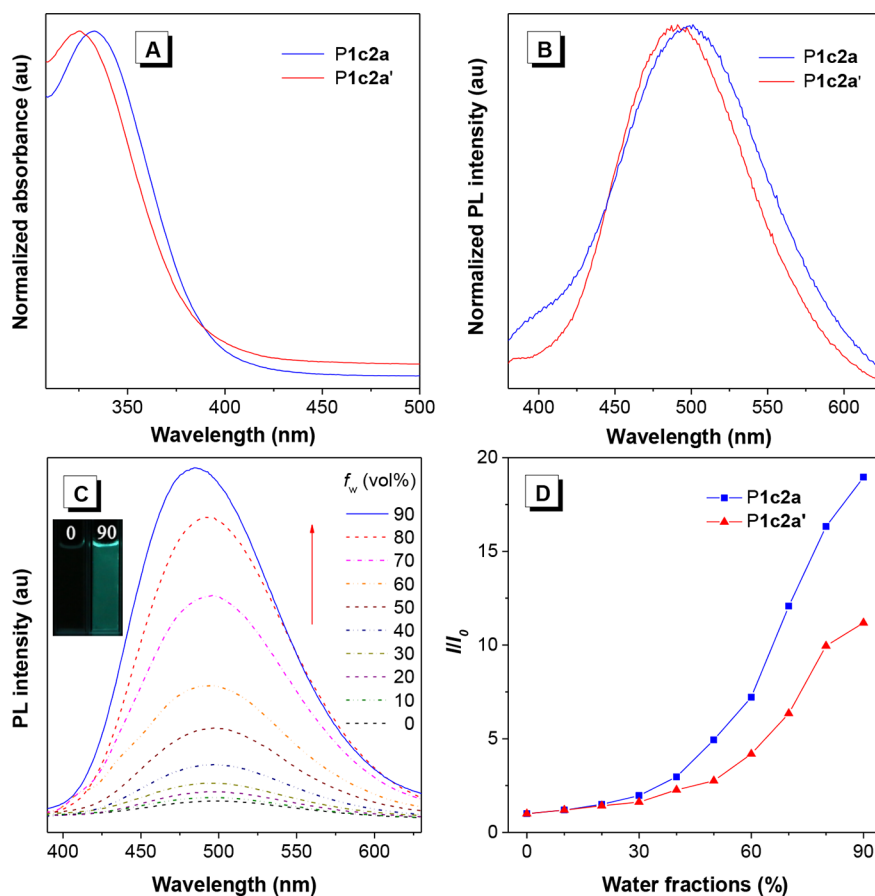 A
P1c2a
P1c2a'
Normalized absorbance (au)
350 400 450 500
Wavelength (nm)
B
P1c2a
P1c2a'
Normalized PL intensity (au)
400 450 500 550 600
Wavelength (nm)
C
0 90
fw (vol%)
90
80
70
60
50
40
30
20
10
0
PL intensity (au)
400 450 500 550 600
Wavelength (nm)
D
P1c2a
P1c2a'
I/I0
20
15
10
5
0
0 30 60 90
Water fractions (%)